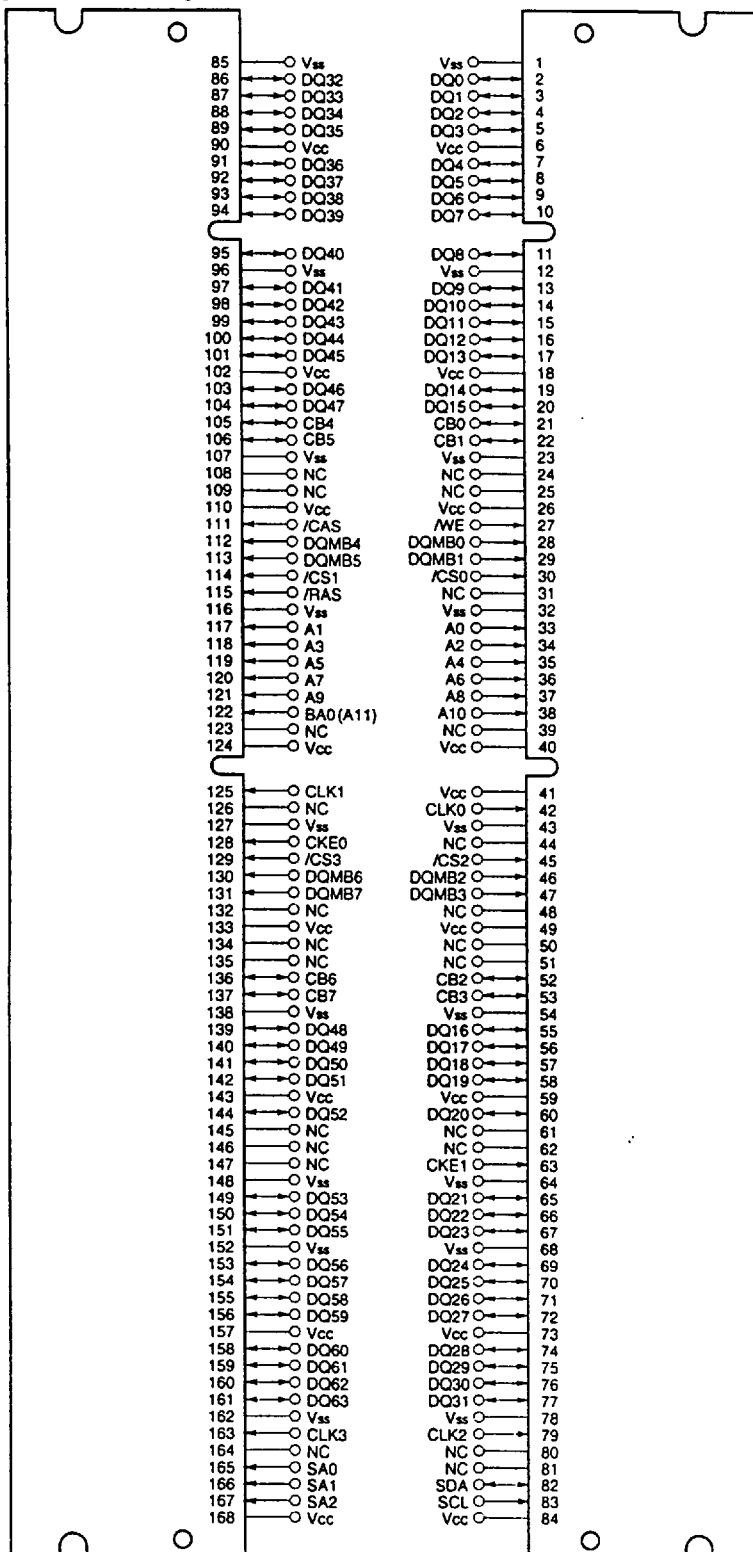 85 Vss Vss 1
86 DQ32 DQ0 2
87 DQ33 DQ1 3
88 DQ34 DQ2 4
89 DQ35 DQ3 5
90 Vcc Vcc 6
91 DQ36 DQ4 7
92 DQ37 DQ5 8
93 DQ38 DQ6 9
94 DQ39 DQ7 10
95 DQ40 DQ8 11
96 Vss Vss 12
97 DQ41 DQ9 13
98 DQ42 DQ10 14
99 DQ43 DQ11 15
100 DQ44 DQ12 16
101 DQ45 DQ13 17
102 Vcc Vcc 18
103 DQ46 DQ14 19
104 DQ47 DQ15 20
105 CB4 CB0 21
106 CB5 CB1 22
107 Vss Vss 23
108 NC NC 24
109 NC NC 25
110 Vcc Vcc 26
111 /CAS /WE 27
112 DQMB4 DQMB0 28
113 DQMB5 DQMB1 29
114 /CS1 /CS0 30
115 /RAS NC 31
116 Vss Vss 32
117 A1 A0 33
118 A3 A2 34
119 A5 A4 35
120 A7 A6 36
121 A9 A8 37
122 BA0 (A11) A10 38
123 NC NC 39
124 Vcc Vcc 40
125 CLK1 Vcc 41
126 NC CLK0 42
127 Vss Vss 43
128 CKE0 NC 44
129 /CS3 /CS2 45
130 DQMB6 DQMB2 46
131 DQMB7 DQMB3 47
132 NC NC 48
133 Vcc Vcc 49
134 NC NC 50
135 NC NC 51
136 CB6 CB2 52
137 CB7 CB3 53
138 Vss Vss 54
139 DQ48 DQ16 55
140 DQ49 DQ17 56
141 DQ50 DQ18 57
142 DQ51 DQ19 58
143 Vcc Vcc 59
144 DQ52 DQ20 60
145 NC NC 61
146 NC NC 62
147 NC CKE1 63
148 Vss Vss 64
149 DQ53 DQ21 65
150 DQ54 DQ22 66
151 DQ55 DQ23 67
152 Vss Vss 68
153 DQ56 DQ24 69
154 DQ57 DQ25 70
155 DQ58 DQ26 71
156 DQ59 DQ27 72
157 Vcc Vcc 73
158 DQ60 DQ28 74
159 DQ61 DQ29 75
160 DQ62 DQ30 76
161 DQ63 DQ31 77
162 Vss Vss 78
163 CLK3 CLK2 79
164 NC NC 80
165 SA0 NC 81
166 SA1 SDA 82
167 SA2 SCL 83
168 Vcc Vcc 84